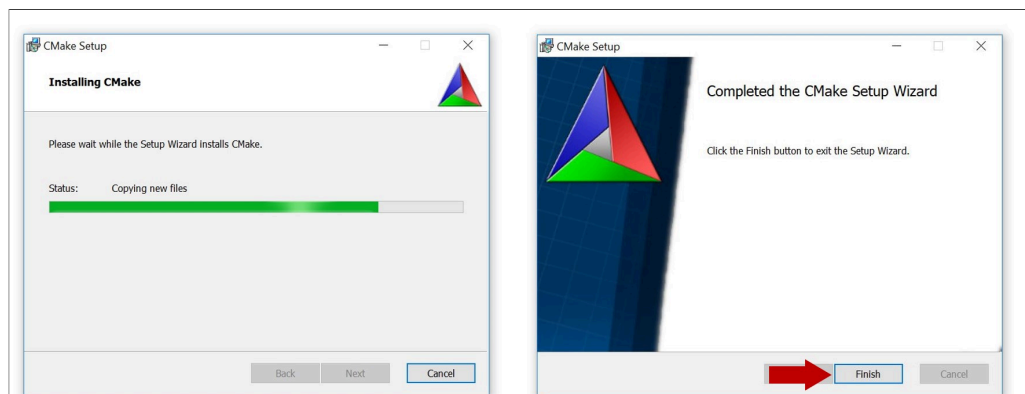 CMake Setup
Installing CMake
Please wait while the Setup Wizard installs CMake.
Status: Copying new files
Back Next Cancel
CMake Setup
Completed the CMake Setup Wizard
Click the Finish button to exit the Setup Wizard.
Finish Cancel